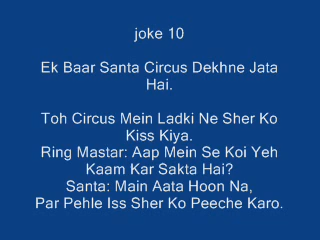 joke 10
Ek Baar Santa Circus Dekhne Jata
Hai.
Toh Circus Mein Ladki Ne Sher Ko
Kiss Kiya.
Ring Mastar: Aap Mein Se Koi Yeh
Kaam Kar Sakta Hai?
Santa: Main Aata Hoon Na,
Par Pehle Iss Sher Ko Peeche Karo.